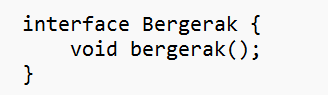 interface Bergerak {
    void bergerak();
}